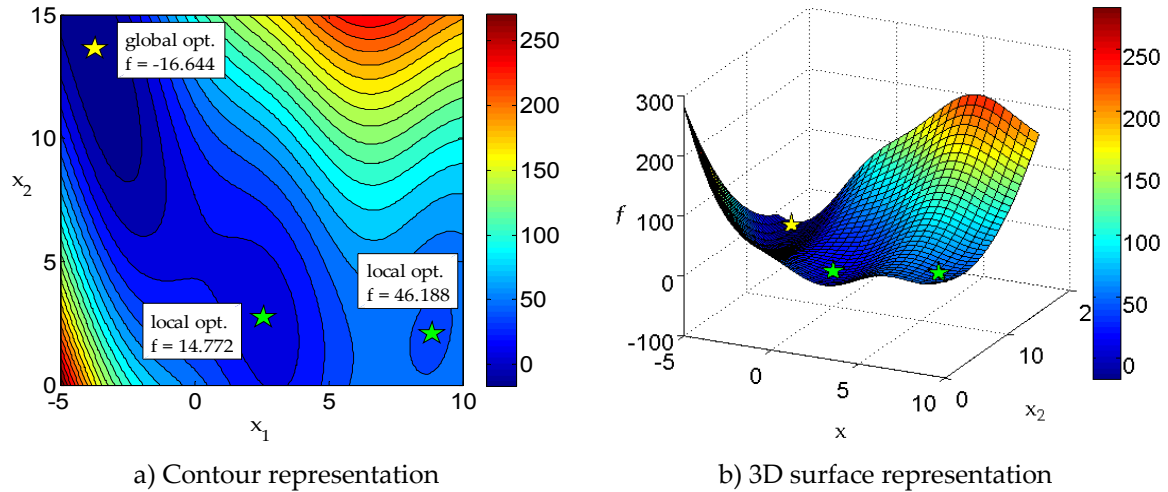 15
10
5
0
-5
0
5
10
x2
x1
global opt.
f = -16.644
local opt.
f = 46.188
local opt.
f = 14.772
250
200
150
100
50
0
a) Contour representation
300
200
100
0
-100
f
-5
0
5
10
x
0
10
2
x2
250
200
150
100
50
0
b) 3D surface representation